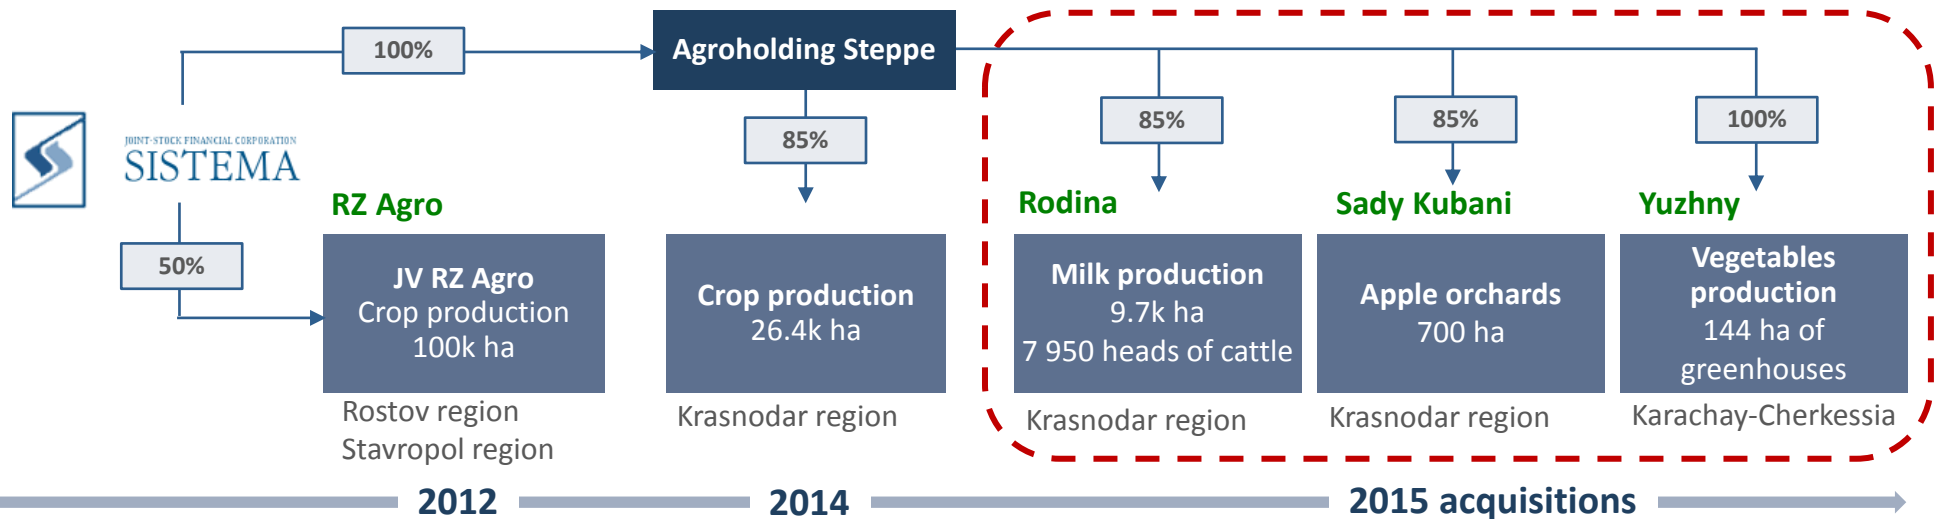 100%
Agroholding Steppe
85%
85%
85%
100%
JOINT-STOCK FINANCIAL CORPORATION
SISTEMA
50%
RZ Agro
JV RZ Agro
Crop production
100k ha
Rostov region
Stavropol region
Crop production
26.4k ha
Krasnodar region
Rodina
Milk production
9.7k ha
7 950 heads of cattle
Krasnodar region
Sady Kubani
Apple orchards
700 ha
Krasnodar region
Yuzhny
Vegetables
production
144 ha of
greenhouses
Karachay-Cherkessia
2012
2014
2015 acquisitions